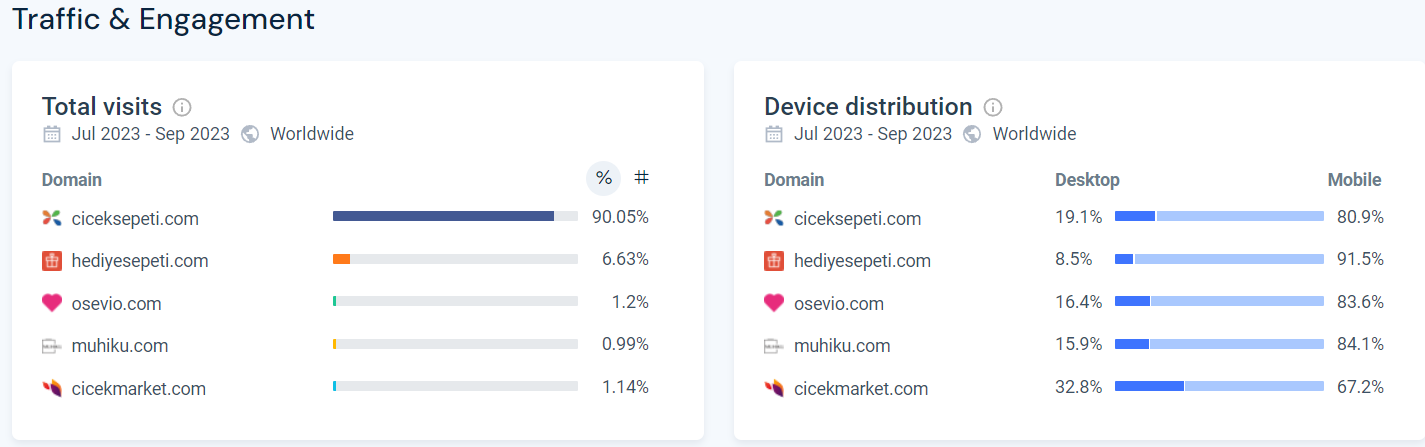 Traffic & Engagement
Total visits
Jul 2023 - Sep 2023 Worldwide
Domain % #
ciceksepeti.com 90.05%
hediyesepeti.com 6.63%
osevio.com 1.2%
muhiku.com 0.99%
cicekmarket.com 1.14%
Device distribution
Jul 2023 - Sep 2023 Worldwide
Domain Desktop Mobile
ciceksepeti.com 19.1% 80.9%
hediyesepeti.com 8.5% 91.5%
osevio.com 16.4% 83.6%
muhiku.com 15.9% 84.1%
cicekmarket.com 32.8% 67.2%